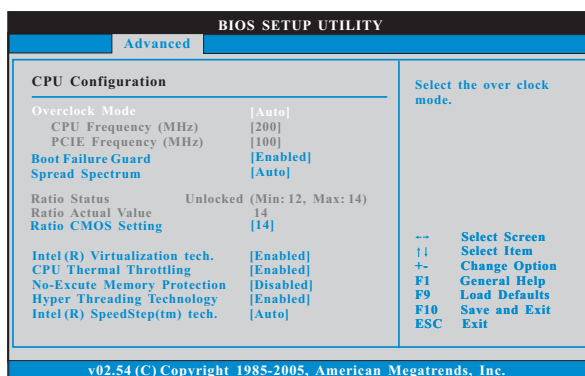 BIOS SETUP UTILITY
Advanced
CPU Configuration
Overclock Mode [Auto]
CPU Frequency (MHz) [200]
PCIE Frequency (MHz) [100]
Boot Failure Guard [Enabled]
Spread Spectrum [Auto]
Ratio Status Unlocked (Min: 12, Max: 14)
Ratio Actual Value 14
Ratio CMOS Setting [14]
Intel (R) Virtualization tech. [Enabled]
CPU Thermal Throttling [Enabled]
No-Excute Memory Protection [Disabled]
Hyper Threading Technology [Enabled]
Intel (R) SpeedStep(tm) tech. [Auto]
Select the over clock
mode.
←→ Select Screen
↑↓ Select Item
+- Change Option
F1 General Help
F9 Load Defaults
F10 Save and Exit
ESC Exit
v02.54 (C) Copyright 1985-2005, American Megatrends, Inc.